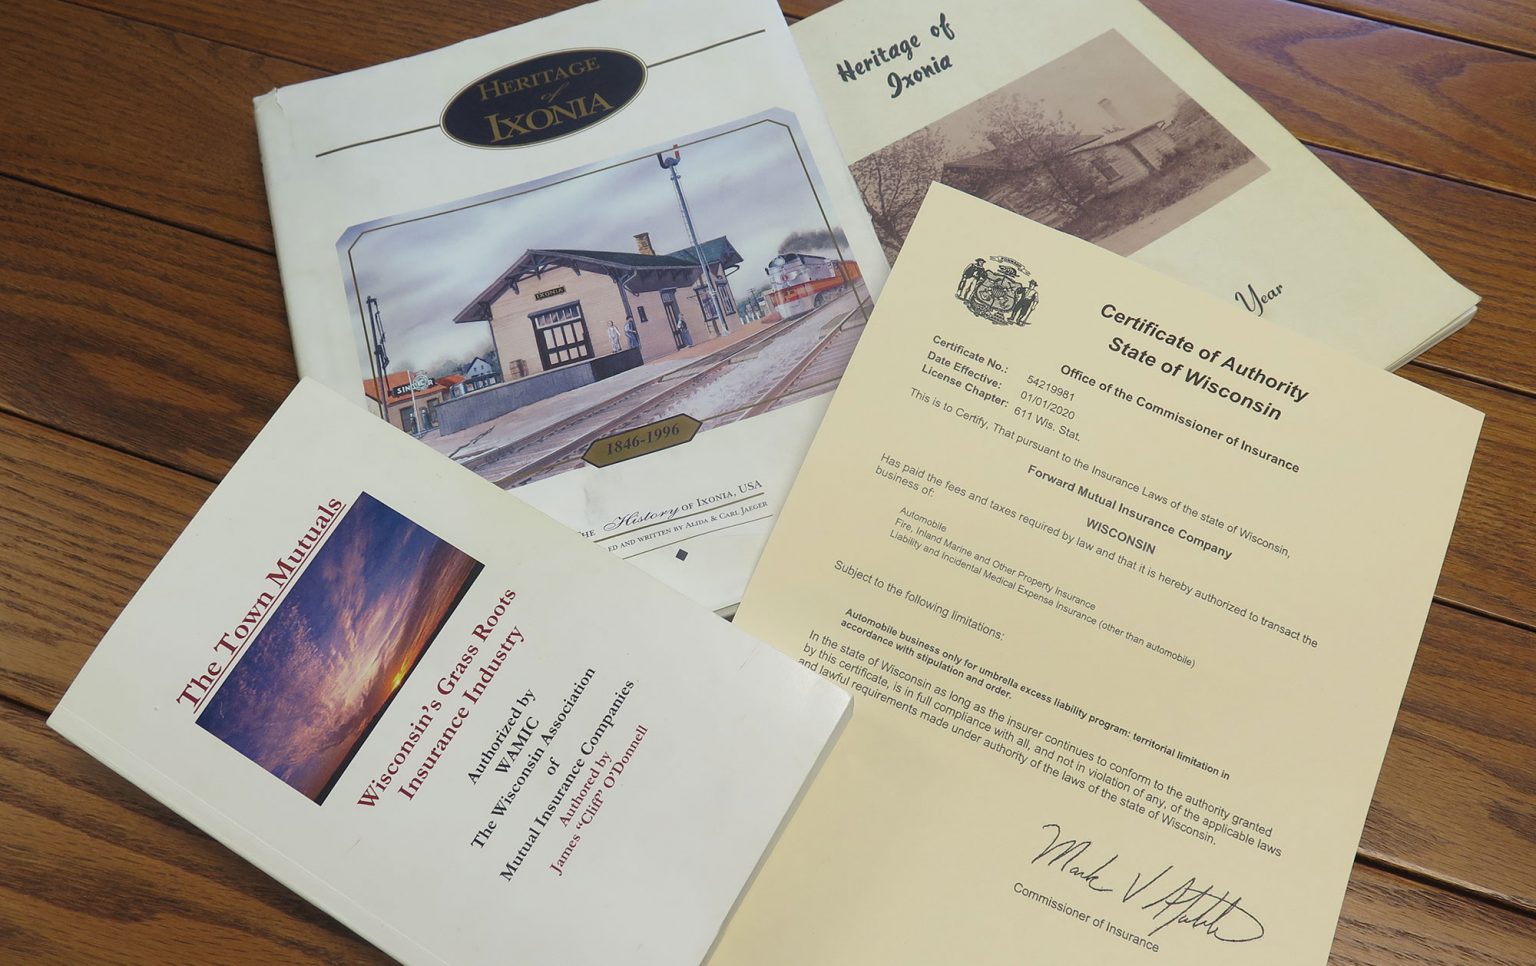 HERITAGE
of
IXONIA
IXONIA
1846-1996
THE History OF IXONIA, USA
ED AND WRITTEN BY ALIDA & CARL JAEGER
Heritage of
Ixonia
Year
The Town Mutuals
Wisconsin's Grass Roots
Insurance Industry
Authorized by
WAMIC
The Wisconsin Association
of
Mutual Insurance Companies
Authored by
James "Cliff" O'Donnell
FORWARD
Certificate of Authority
State of Wisconsin
Office of the Commissioner of Insurance
Certificate No.: 54219981
Date Effective: 01/01/2020
License Chapter: 611 Wis. Stat.
This is to Certify, That pursuant to the Insurance Laws of the state of Wisconsin,
Forward Mutual Insurance Company
WISCONSIN
Has paid the fees and taxes required by law and that it is hereby authorized to transact the
business of:
Automobile
Fire, Inland Marine and Other Property Insurance
Liability and Incidental Medical Expense Insurance (other than automobile)
Subject to the following limitations:
Automobile business only for umbrella excess liability program: territorial limitation in
accordance with stipulation and order.
In the state of Wisconsin as long as the insurer continues to conform to the authority granted
by this certificate, is in full compliance with all, and not in violation of any, of the applicable laws
and lawful requirements made under authority of the laws of the state of Wisconsin.
Mark V
Commissioner of Insurance